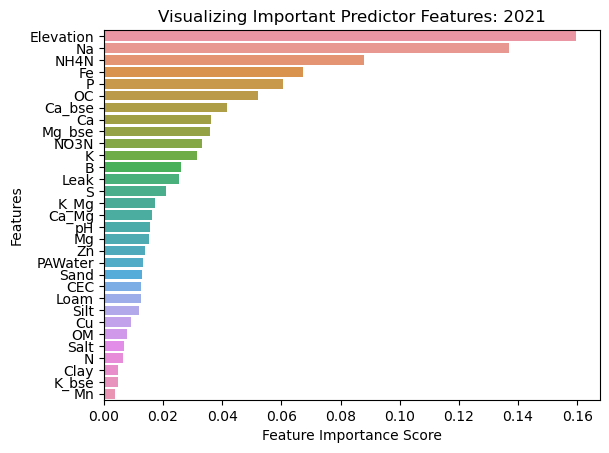 Visualizing Important Predictor Features: 2021
Elevation
Na
NH4N
Fe
P
OC
Ca_bse
Ca
Mg_bse
NO3N
K
B
Leak
S
K_Mg
Ca_Mg
pH
Mg
Zn
PAWater
Sand
CEC
Loam
Silt
Cu
OM
Salt
N
Clay
K_bse
Mn
Features
0.00 0.02 0.04 0.06 0.08 0.10 0.12 0.14 0.16
Feature Importance Score